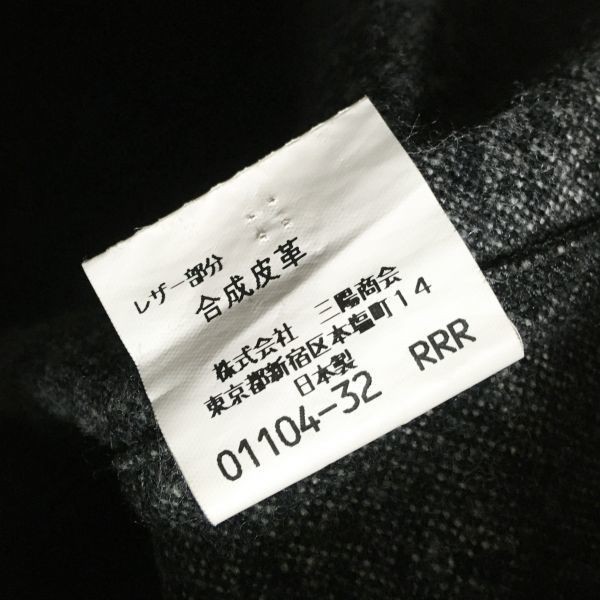 レザー部分
合成皮革
株式会社 三陽商会
東京都新宿区本塩町14
日本製
01104-32 RRR